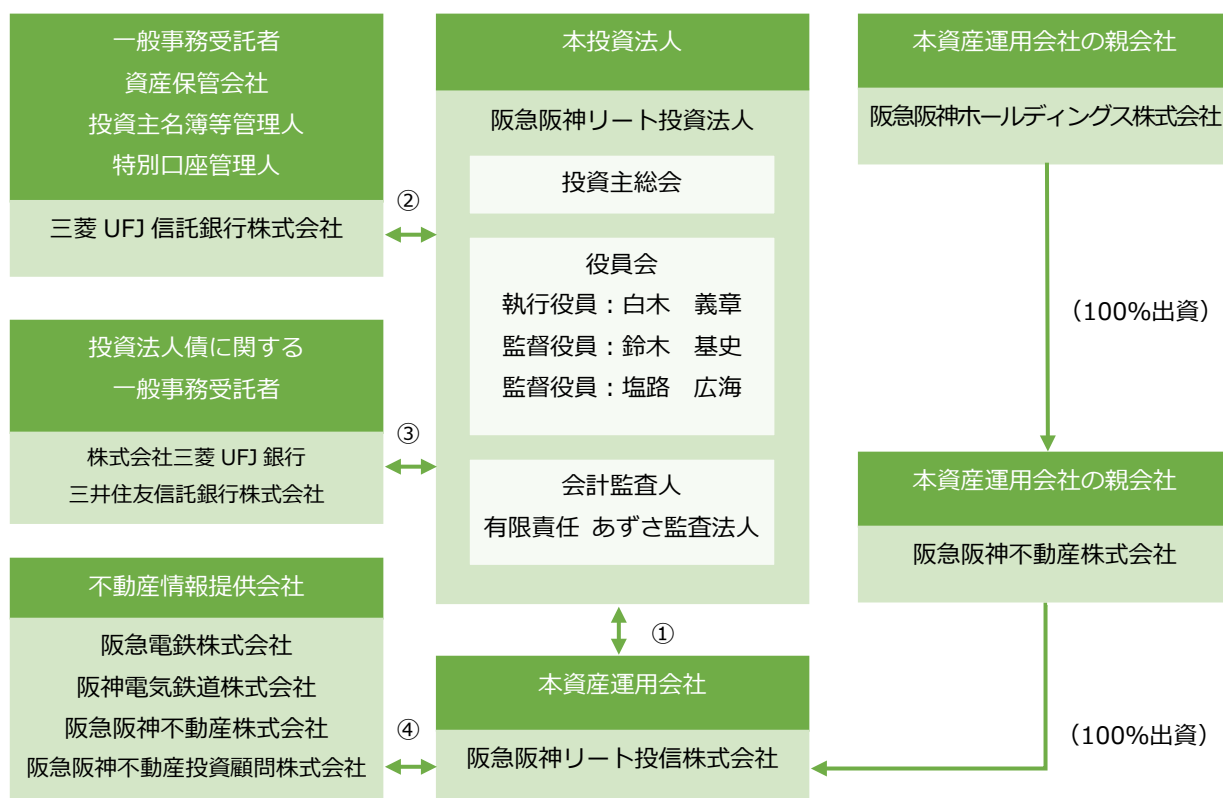 一般事務受託者
資産保管会社
投資主名簿等管理人
特別口座管理人
三菱 UFJ 信託銀行株式会社
②
投資法人債に関する
一般事務受託者
株式会社三菱 UFJ 銀行
三井住友信託銀行株式会社
③
不動産情報提供会社
阪急電鉄株式会社
阪神電気鉄道株式会社
阪急阪神不動産株式会社
阪急阪神不動産投資顧問株式会社
④
本投資法人
阪急阪神リート投資法人
投資主総会
役員会
執行役員：白木　義章
監督役員：鈴木　基史
監督役員：塩路　広海
会計監査人
有限責任 あずさ監査法人
①
本資産運用会社
阪急阪神リート投信株式会社
本資産運用会社の親会社
阪急阪神ホールディングス株式会社
（100%出資）
本資産運用会社の親会社
阪急阪神不動産株式会社
（100%出資）